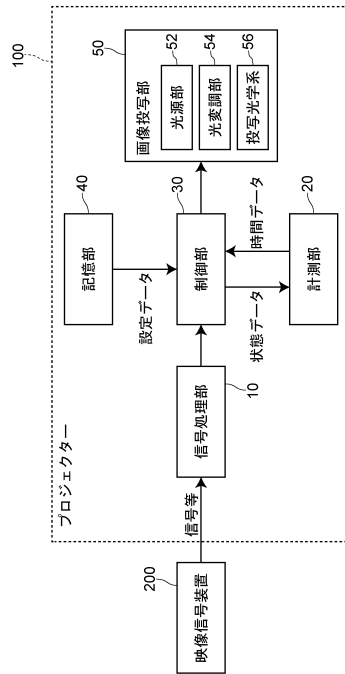 100
プロジェクター
50
画像投写部
光源部
52
光変調部
54
投写光学系
56
40
記憶部
設定データ
30
制御部
時間データ
状態データ
20
計測部
信号処理部
10
信号等
200
映像信号装置